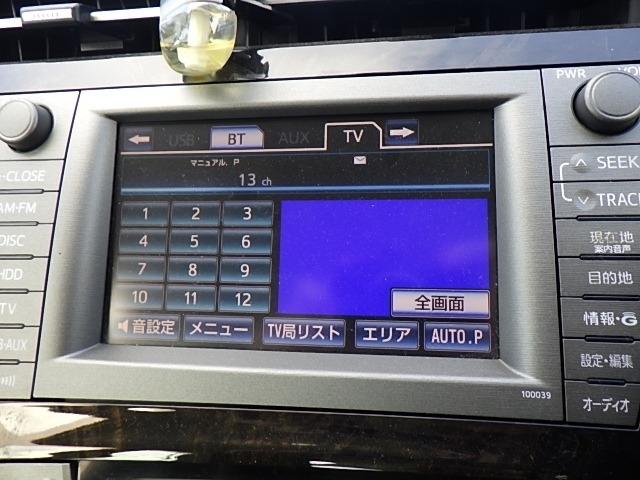 PWR VOL
USB BT AUX TV
マニュアル. P
13 ch
1 2 3
4 5 6
7 8 9
10 11 12
全画面
音設定 メニュー TV局リスト エリア AUTO.P
100039
-CLOSE
AM·FM
DISC
HDD
TV
B·AUX
SEEK
TRACK
現在地
案内音声
目的地
情報·G
設定·編集
オーディオ